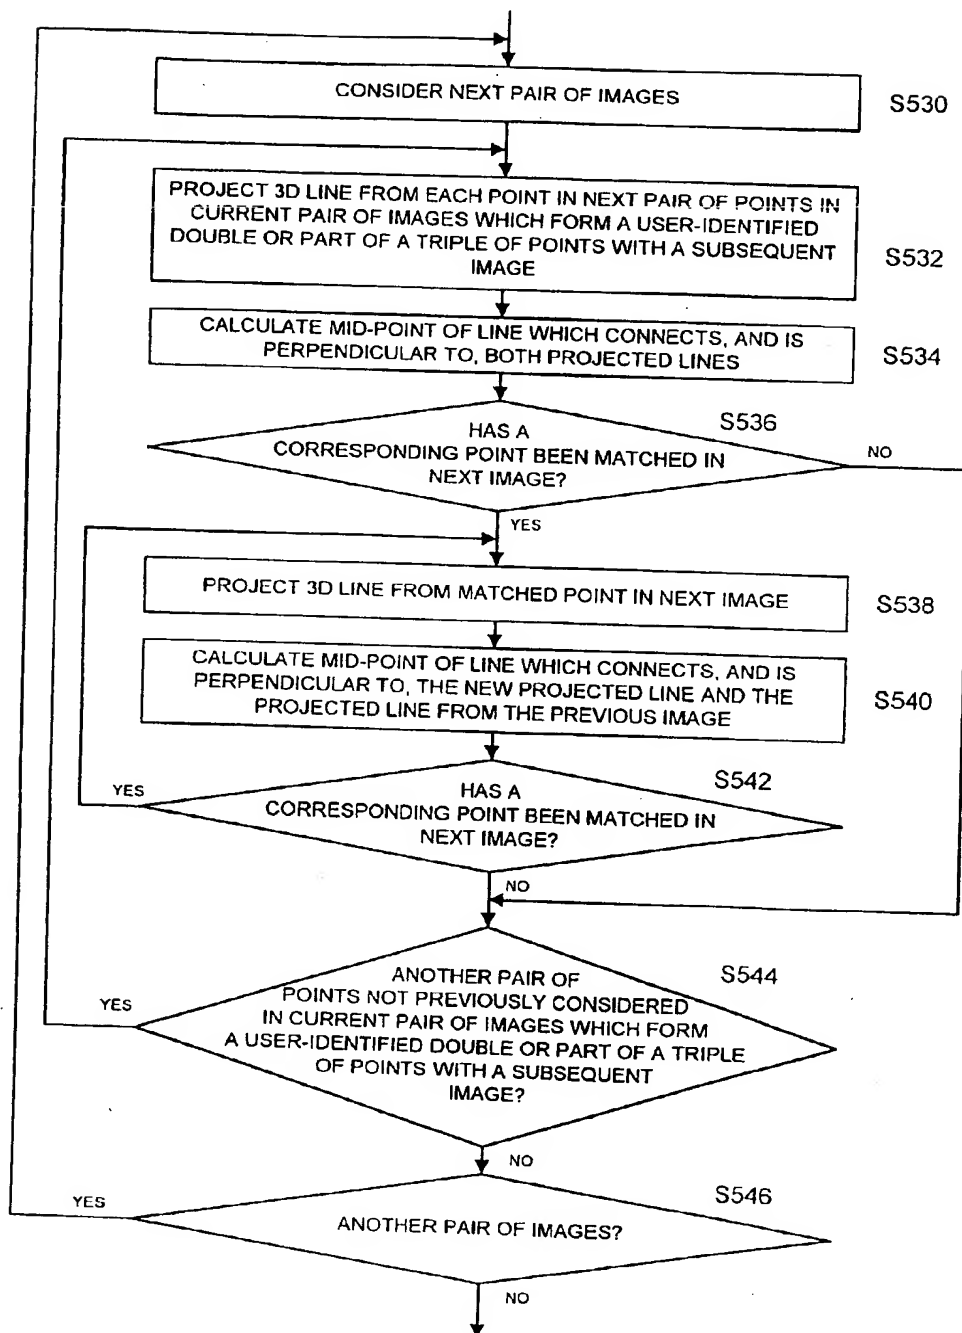 CONSIDER NEXT PAIR OF IMAGES
S530
PROJECT 3D LINE FROM EACH POINT IN NEXT PAIR OF POINTS IN
CURRENT PAIR OF IMAGES WHICH FORM A USER-IDENTIFIED
DOUBLE OR PART OF A TRIPLE OF POINTS WITH A SUBSEQUENT
IMAGE
S532
CALCULATE MID-POINT OF LINE WHICH CONNECTS, AND IS
PERPENDICULAR TO, BOTH PROJECTED LINES
S534
S536
HAS A
CORRESPONDING POINT BEEN MATCHED IN
NEXT IMAGE?
NO
YES
PROJECT 3D LINE FROM MATCHED POINT IN NEXT IMAGE
S538
CALCULATE MID-POINT OF LINE WHICH CONNECTS, AND IS
PERPENDICULAR TO, THE NEW PROJECTED LINE AND THE
PROJECTED LINE FROM THE PREVIOUS IMAGE
S540
S542
YES
HAS A
CORRESPONDING POINT BEEN MATCHED IN
NEXT IMAGE?
NO
S544
YES
ANOTHER PAIR OF
POINTS NOT PREVIOUSLY CONSIDERED
IN CURRENT PAIR OF IMAGES WHICH FORM
A USER-IDENTIFIED DOUBLE OR PART OF A TRIPLE
OF POINTS WITH A SUBSEQUENT
IMAGE?
NO
S546
YES
ANOTHER PAIR OF IMAGES?
NO